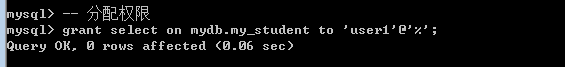 mysql> -- 分配权限
mysql> grant select on mydb.my_student to 'user1'@'%';
Query OK, 0 rows affected (0.06 sec)